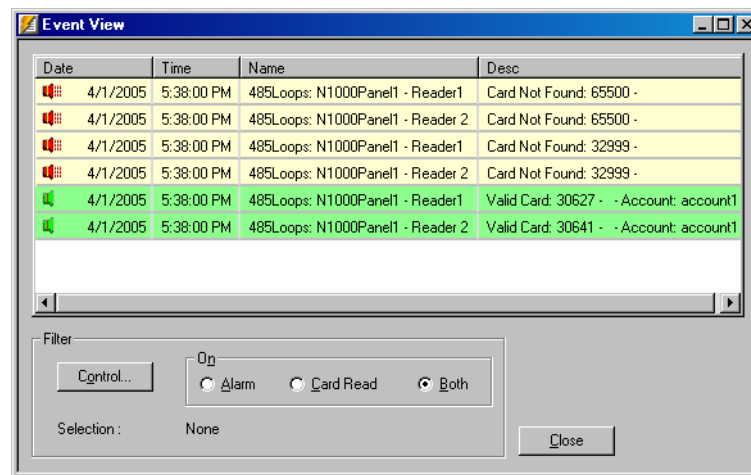 Event View
Date Time Name Desc
4/1/2005 5:38:00 PM 485Loops: N1000Panel1 - Reader1 Card Not Found: 65500 -
4/1/2005 5:38:00 PM 485Loops: N1000Panel1 - Reader 2 Card Not Found: 65500 -
4/1/2005 5:38:00 PM 485Loops: N1000Panel1 - Reader1 Card Not Found: 32999 -
4/1/2005 5:38:00 PM 485Loops: N1000Panel1 - Reader 2 Card Not Found: 32999 -
4/1/2005 5:38:00 PM 485Loops: N1000Panel1 - Reader1 Valid Card: 30627 - - Account: account1
4/1/2005 5:38:00 PM 485Loops: N1000Panel1 - Reader 2 Valid Card: 30641 - - Account: account1
Filter
On
Control... Alarm Card Read Both
Selection : None
Close